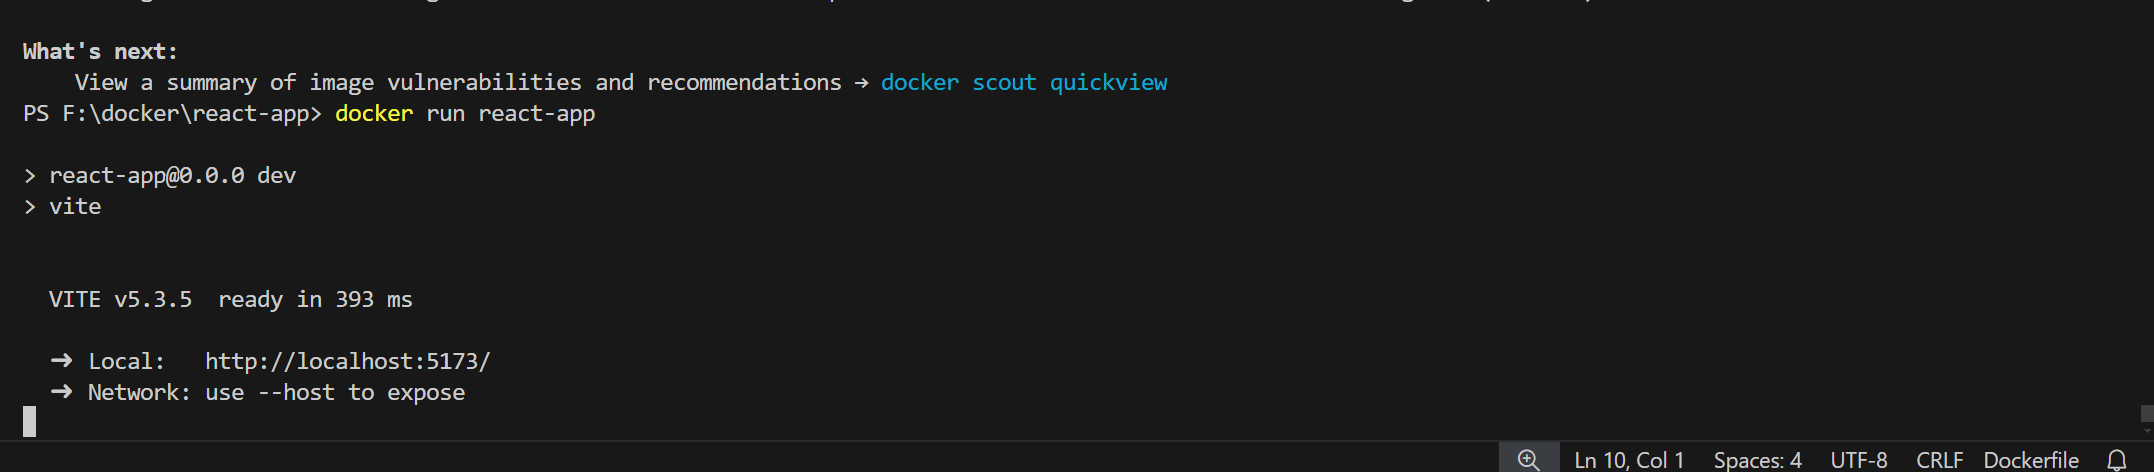 What's next:
View a summary of image vulnerabilities and recommendations → docker scout quickview
PS F:\docker\react-app> docker run react-app
> react-app@0.0.0 dev
> vite
VITE v5.3.5 ready in 393 ms
➜ Local: http://localhost:5173/
➜ Network: use --host to expose
Ln 10, Col 1 Spaces: 4 UTF-8 CRLF Dockerfile